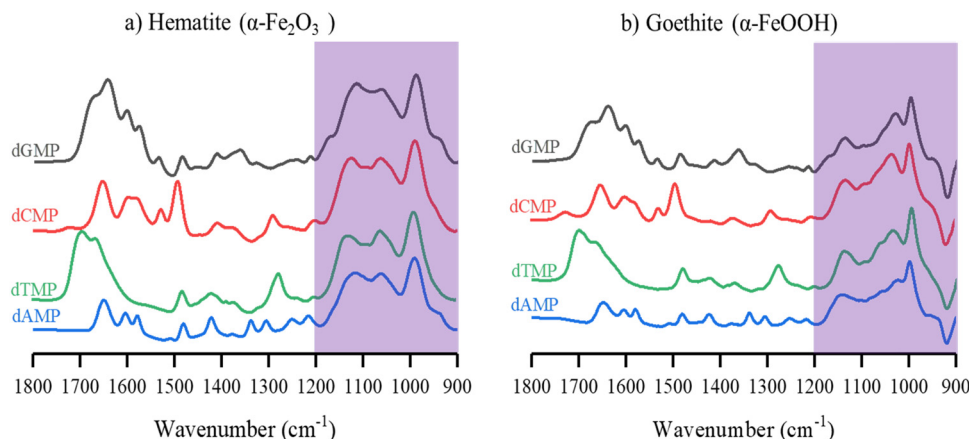 a) Hematite (α-Fe₂O₃ )
dGMP
dCMP
dTMP
dAMP
1800 1700 1600 1500 1400 1300 1200 1100 1000 900
Wavenumber (cm⁻¹)
b) Goethite (α-FeOOH)
dGMP
dCMP
dTMP
dAMP
1800 1700 1600 1500 1400 1300 1200 1100 1000 900
Wavenumber (cm⁻¹)